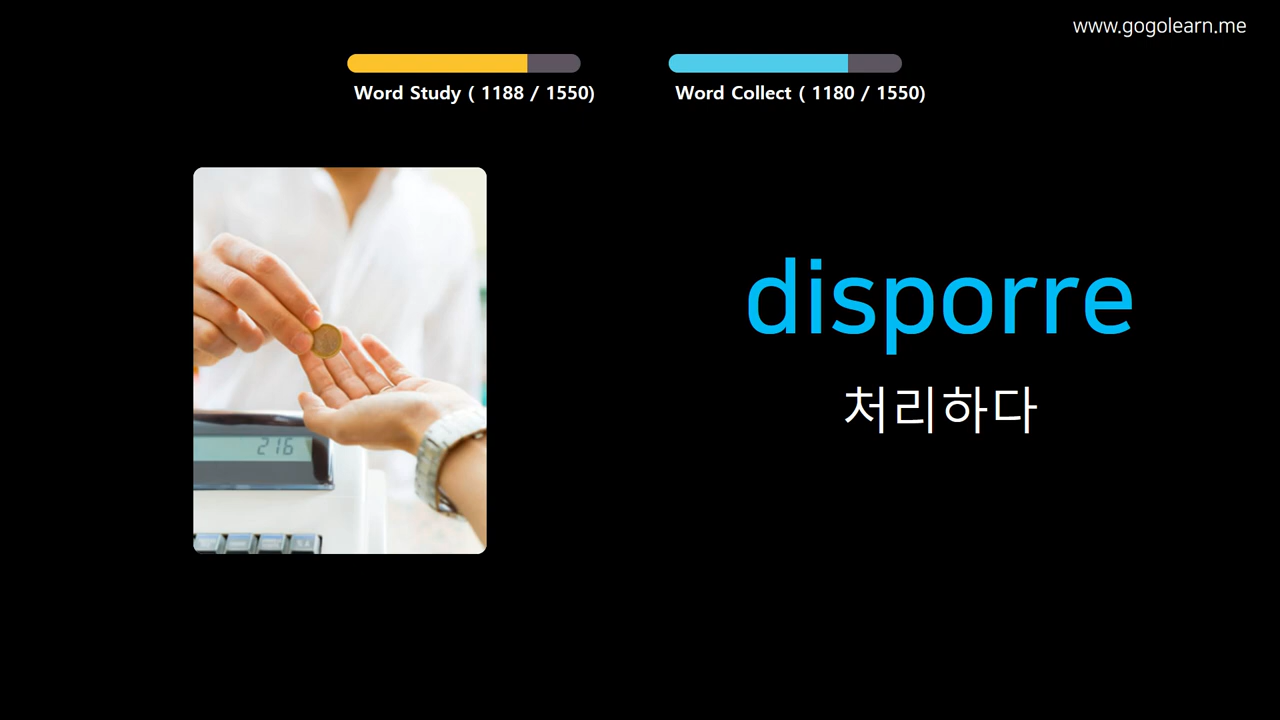 www.gogolearn.me
Word Study ( 1188 / 1550)
Word Collect ( 1180 / 1550)
disporre
처리하다
216